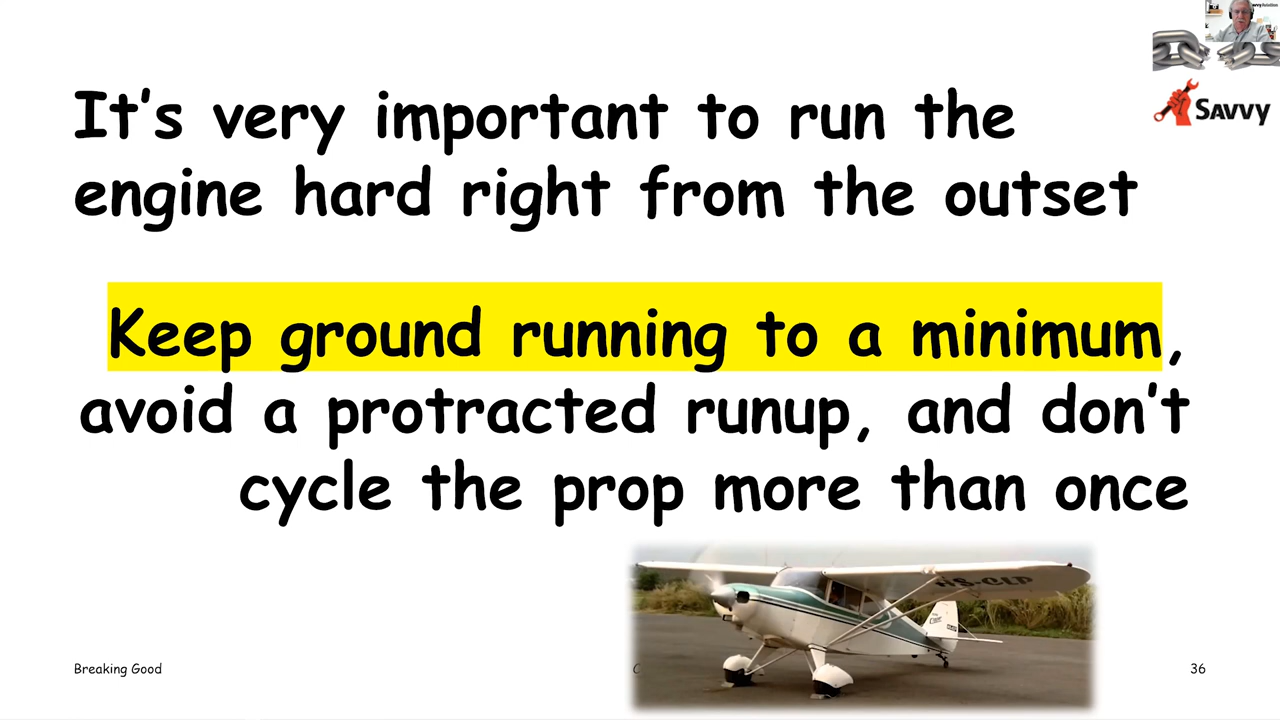 It's very important to run the
engine hard right from the outset
Savvy
Keep ground running to a minimum,
avoid a protracted runup, and don't
cycle the prop more than once
Breaking Good
36